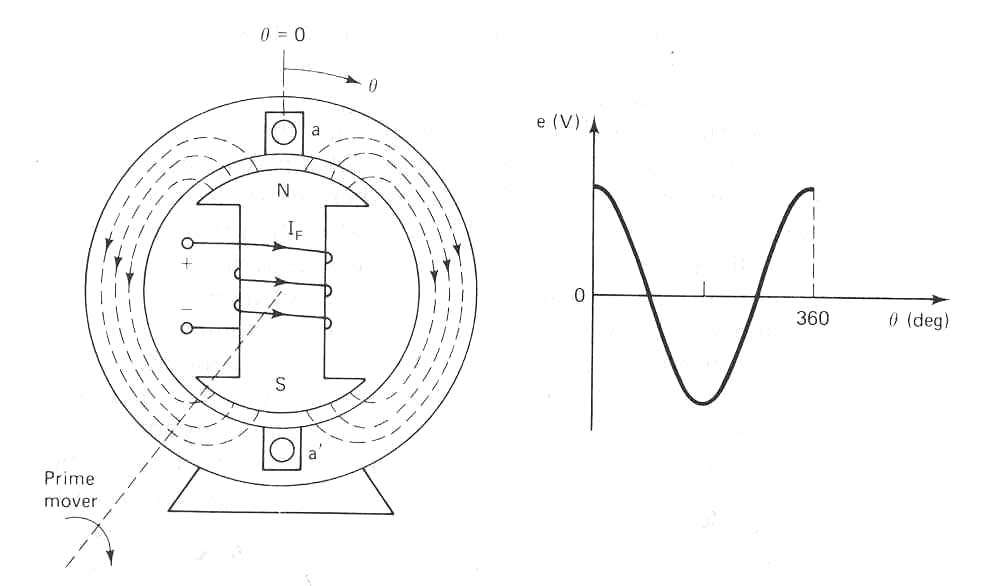 θ = 0
θ
a
N
I_F
+
−
S
a'
Prime
mover
e (V)
0
360
θ (deg)